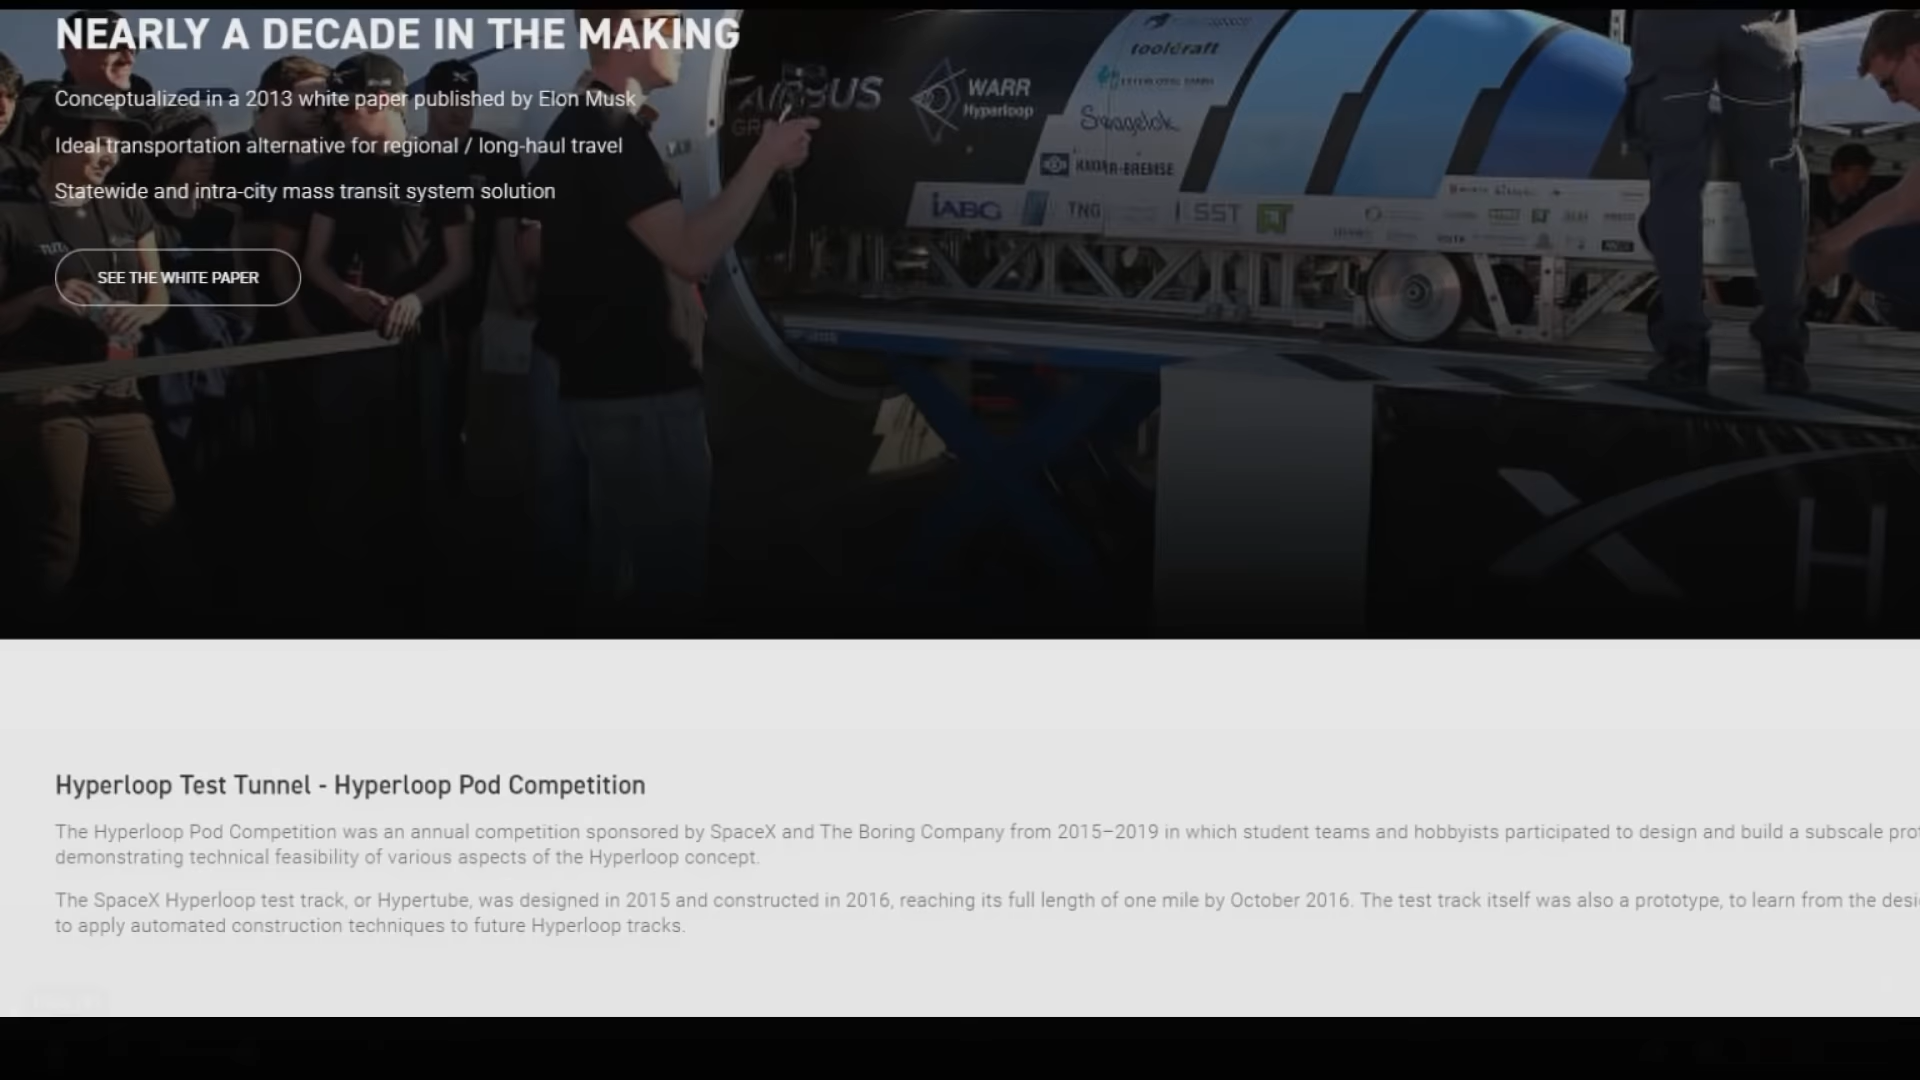 NEARLY A DECADE IN THE MAKING
Conceptualized in a 2013 white paper published by Elon Musk
Ideal transportation alternative for regional / long-haul travel
Statewide and intra-city mass transit system solution
SEE THE WHITE PAPER
AIRBUS
GR
WARR
Hyperloop
toolcraft
Swagelok
KNORR-BREMSE
iABG
TNG
SST
Hyperloop Test Tunnel - Hyperloop Pod Competition
The Hyperloop Pod Competition was an annual competition sponsored by SpaceX and The Boring Company from 2015–2019 in which student teams and hobbyists participated to design and build a subscale pro
demonstrating technical feasibility of various aspects of the Hyperloop concept.
The SpaceX Hyperloop test track, or Hypertube, was designed in 2015 and constructed in 2016, reaching its full length of one mile by October 2016. The test track itself was also a prototype, to learn from the desi
to apply automated construction techniques to future Hyperloop tracks.